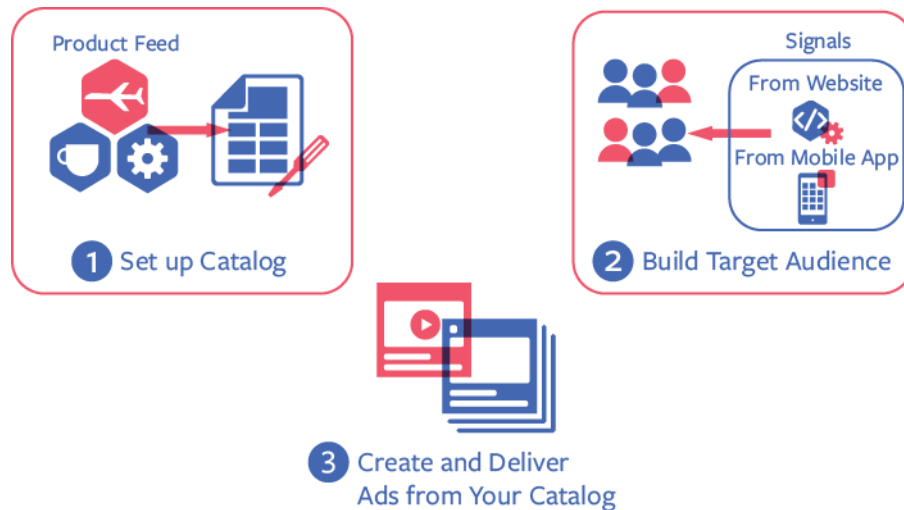 Product Feed
1 Set up Catalog
Signals
From Website
</>
From Mobile App
2 Build Target Audience
3 Create and Deliver
Ads from Your Catalog